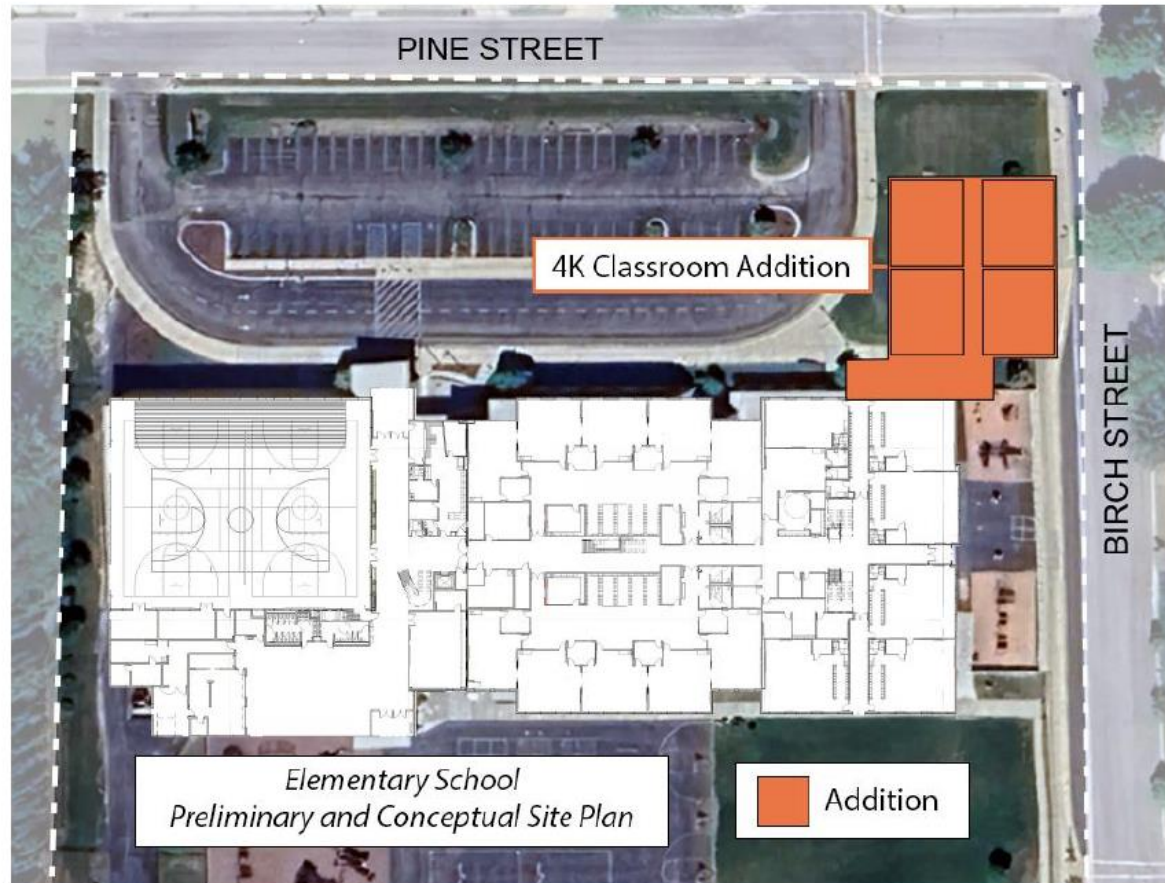 PINE STREET
4K Classroom Addition
BIRCH STREET
Elementary School
Preliminary and Conceptual Site Plan
Addition